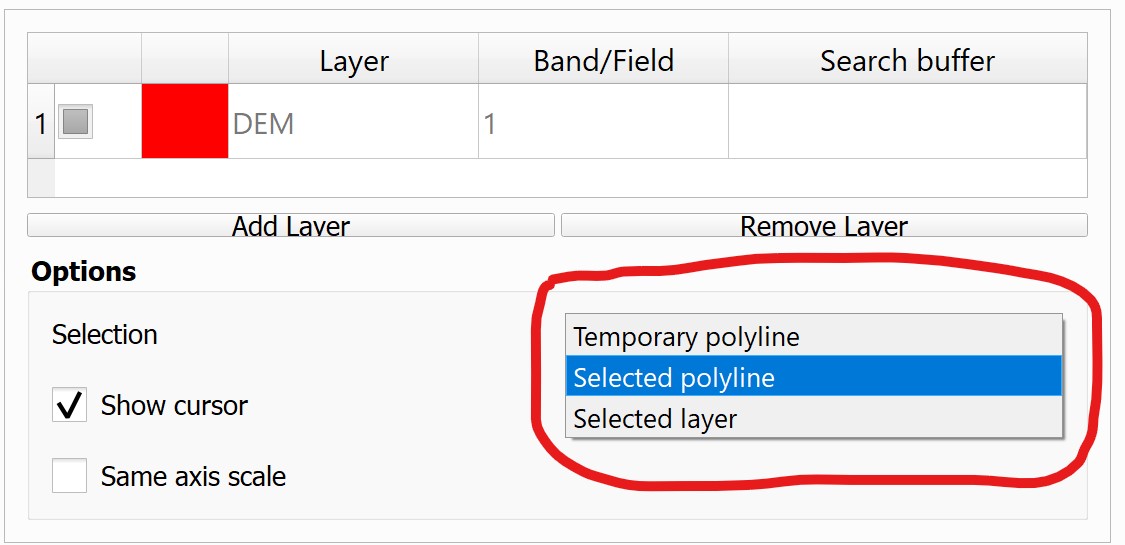 Layer Band/Field Search buffer
1 DEM 1
Add Layer Remove Layer
Options
Selection Temporary polyline
Selected polyline
Show cursor
Selected layer
Same axis scale